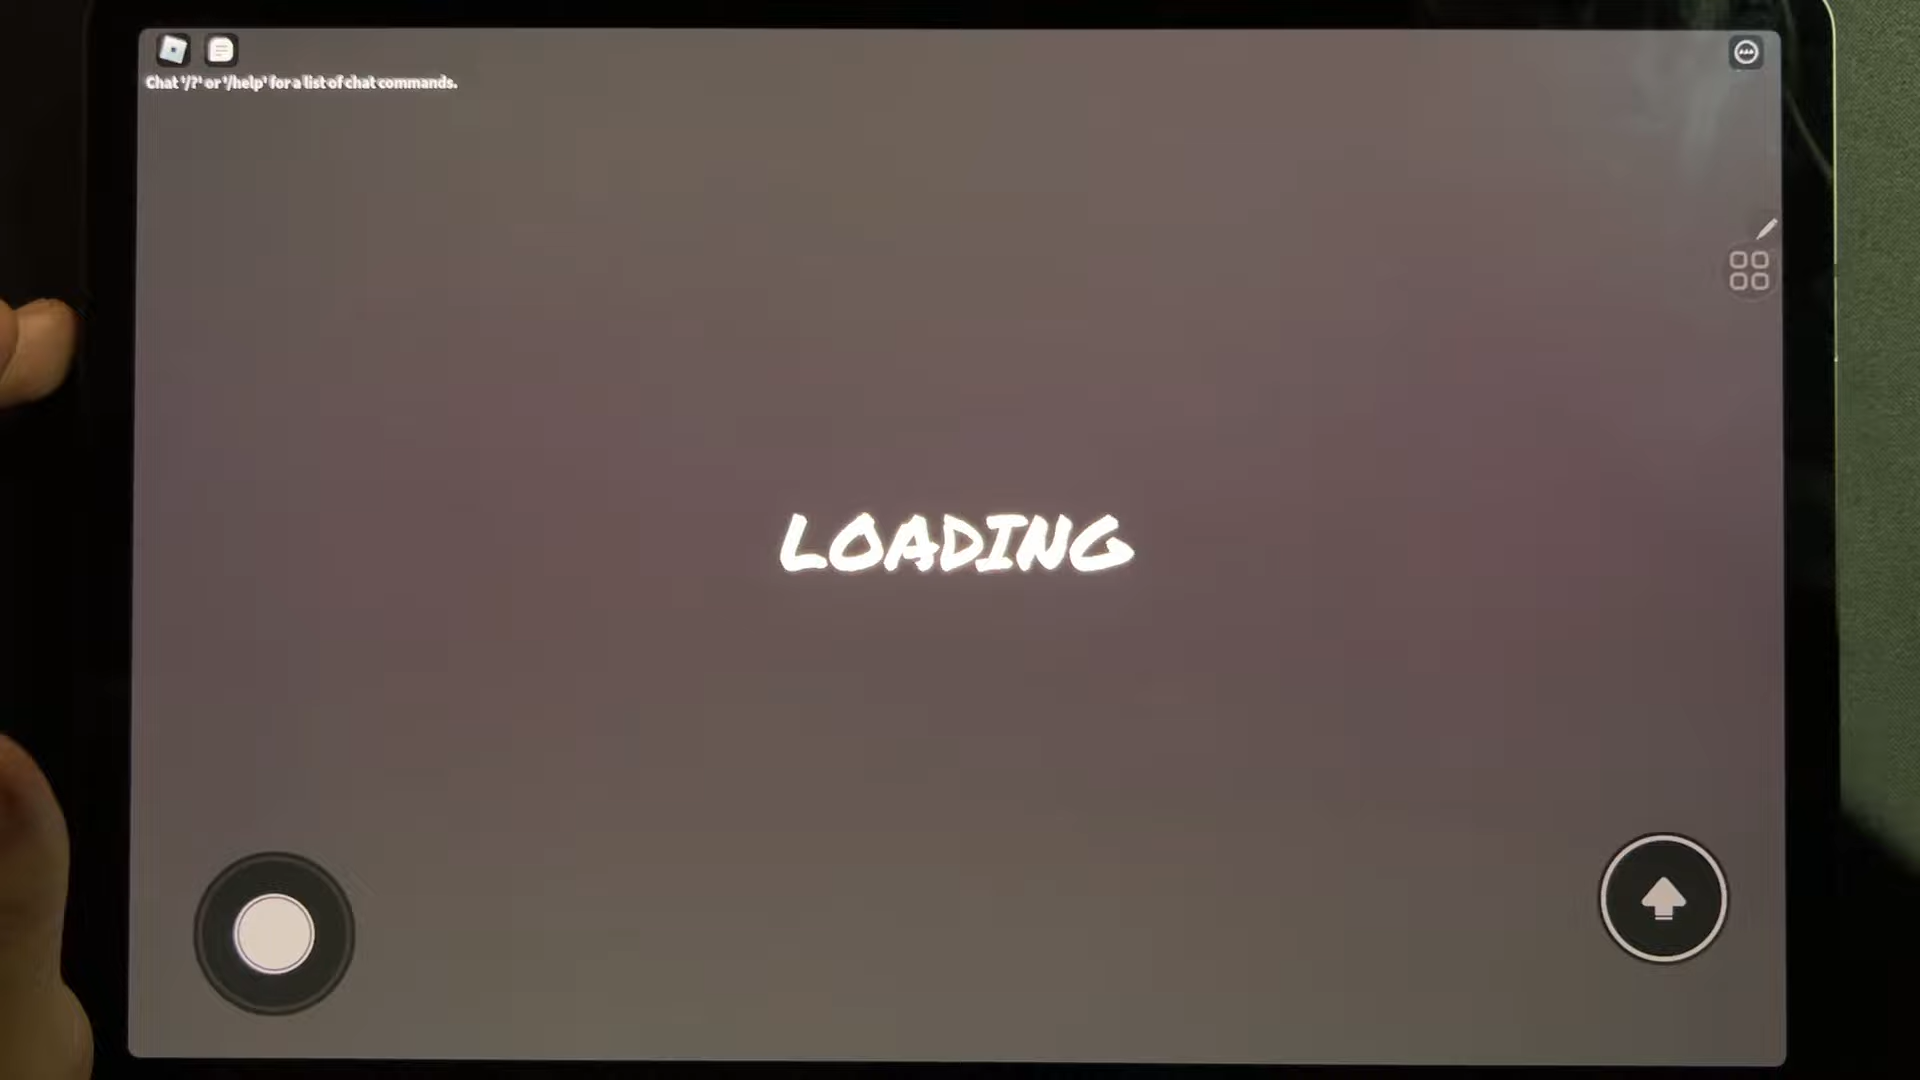 Chat '/?' or '/help' for a list of chat commands.
LOADING